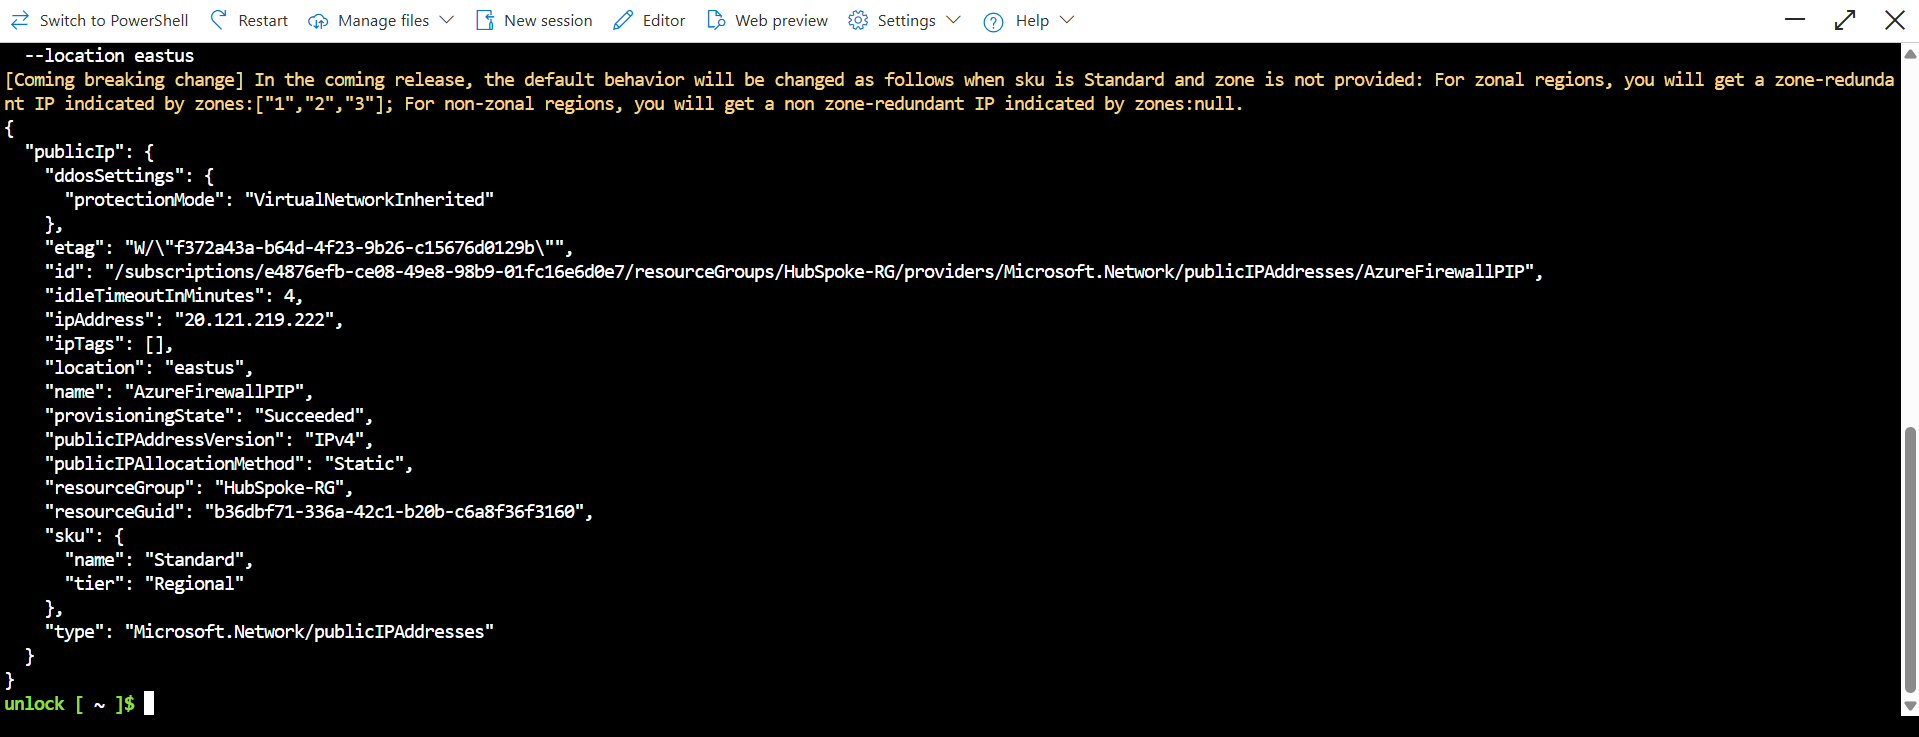 Switch to PowerShell Restart Manage files New session Editor Web preview Settings Help
--location eastus
[Coming breaking change] In the coming release, the default behavior will be changed as follows when sku is Standard and zone is not provided: For zonal regions, you will get a zone-redunda
nt IP indicated by zones:["1","2","3"]; For non-zonal regions, you will get a non zone-redundant IP indicated by zones:null.
{
  "publicIp": {
    "ddosSettings": {
      "protectionMode": "VirtualNetworkInherited"
    },
    "etag": "W/\"f372a43a-b64d-4f23-9b26-c15676d0129b\"",
    "id": "/subscriptions/e4876efb-ce08-49e8-98b9-01fc16e6d0e7/resourceGroups/HubSpoke-RG/providers/Microsoft.Network/publicIPAddresses/AzureFirewallPIP",
    "idleTimeoutInMinutes": 4,
    "ipAddress": "20.121.219.222",
    "ipTags": [],
    "location": "eastus",
    "name": "AzureFirewallPIP",
    "provisioningState": "Succeeded",
    "publicIPAddressVersion": "IPv4",
    "publicIPAllocationMethod": "Static",
    "resourceGroup": "HubSpoke-RG",
    "resourceGuid": "b36dbf71-336a-42c1-b20b-c6a8f36f3160",
    "sku": {
      "name": "Standard",
      "tier": "Regional"
    },
    "type": "Microsoft.Network/publicIPAddresses"
  }
}
unlock [ ~ ]$